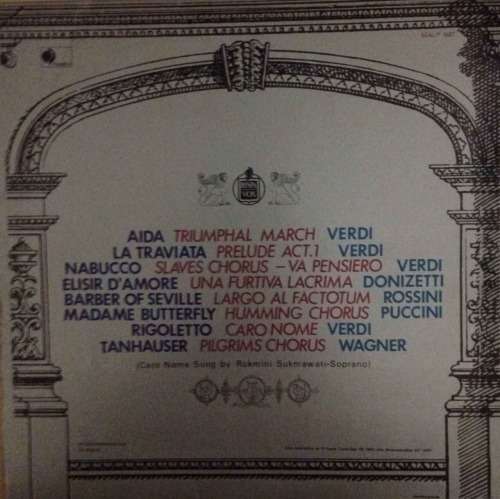 AIDA TRIUMPHAL MARCH VERDI
LA TRAVIATA PRELUDE ACT.1 VERDI
NABUCCO SLAVES CHORUS – VA PENSIERO VERDI
ELISIR D'AMORE UNA FURTIVA LACRIMA DONIZETTI
BARBER OF SEVILLE LARGO AL FACTOTUM ROSSINI
MADAME BUTTERFLY HUMMING CHORUS PUCCINI
RIGOLETTO CARO NOME VERDI
TANHAUSER PILGRIMS CHORUS WAGNER
(Caro Nome Sung by Rukmini Sukmawati-Soprano)